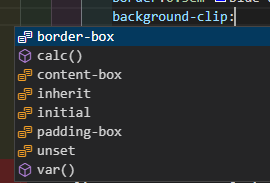 background-clip:
border-box
calc()
content-box
inherit
initial
padding-box
unset
var()